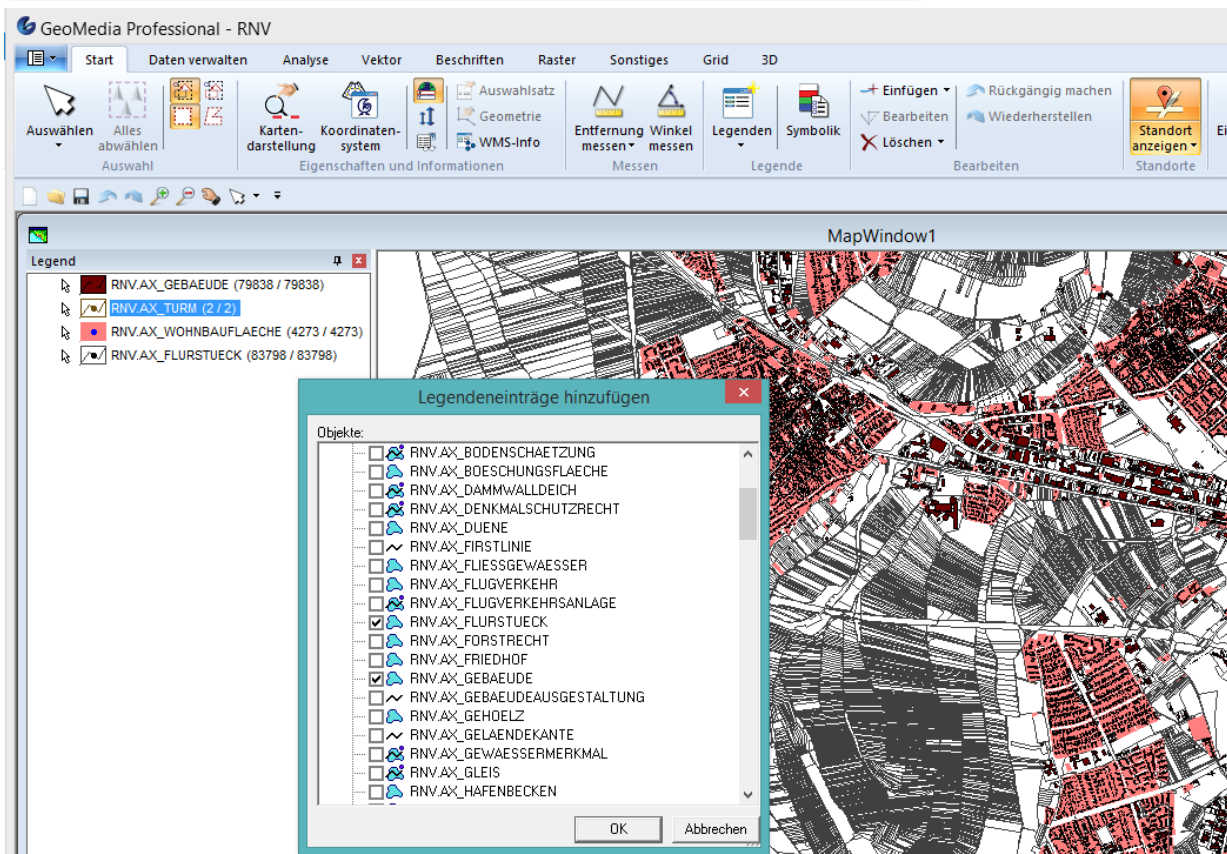 GeoMedia Professional - RNV
Start Daten verwalten Analyse Vektor Beschriften Raster Sonstiges Grid 3D
Auswählen
Alles
abwählen
Auswahl
Karten-
darstellung
Koordinaten-
system
Auswahlsatz
Geometrie
WMS-Info
Eigenschaften und Informationen
Entfernung
messen
Winkel
messen
Messen
Legenden
Symbolik
Legende
Einfügen
Bearbeiten
Löschen
Rückgängig machen
Wiederherstellen
Bearbeiten
Standort
anzeigen
Standorte
MapWindow1
Legend
RNV.AX_GEBAEUDE (79838 / 79838)
RNV.AX_TURM (2 / 2)
RNV.AX_WOHNBAUFLAECHE (4273 / 4273)
RNV.AX_FLURSTUECK (83798 / 83798)
Legendeneinträge hinzufügen
Objekte:
RNV.AX_BODENSCHAETZUNG
RNV.AX_BOESCHUNGSFLAECHE
RNV.AX_DAMMWALLDEICH
RNV.AX_DENKMALSCHUTZRECHT
RNV.AX_DUENE
RNV.AX_FIRSTLINIE
RNV.AX_FLIESSGEWAESSER
RNV.AX_FLUGVERKEHR
RNV.AX_FLUGVERKEHRSANLAGE
RNV.AX_FLURSTUECK
RNV.AX_FORSTRECHT
RNV.AX_FRIEDHOF
RNV.AX_GEBAEUDE
RNV.AX_GEBAEUDEAUSGESTALTUNG
RNV.AX_GEHOELZ
RNV.AX_GELAENDEKANTE
RNV.AX_GEWAESSERMERKMAL
RNV.AX_GLEIS
RNV.AX_HAFENBECKEN
OK Abbrechen